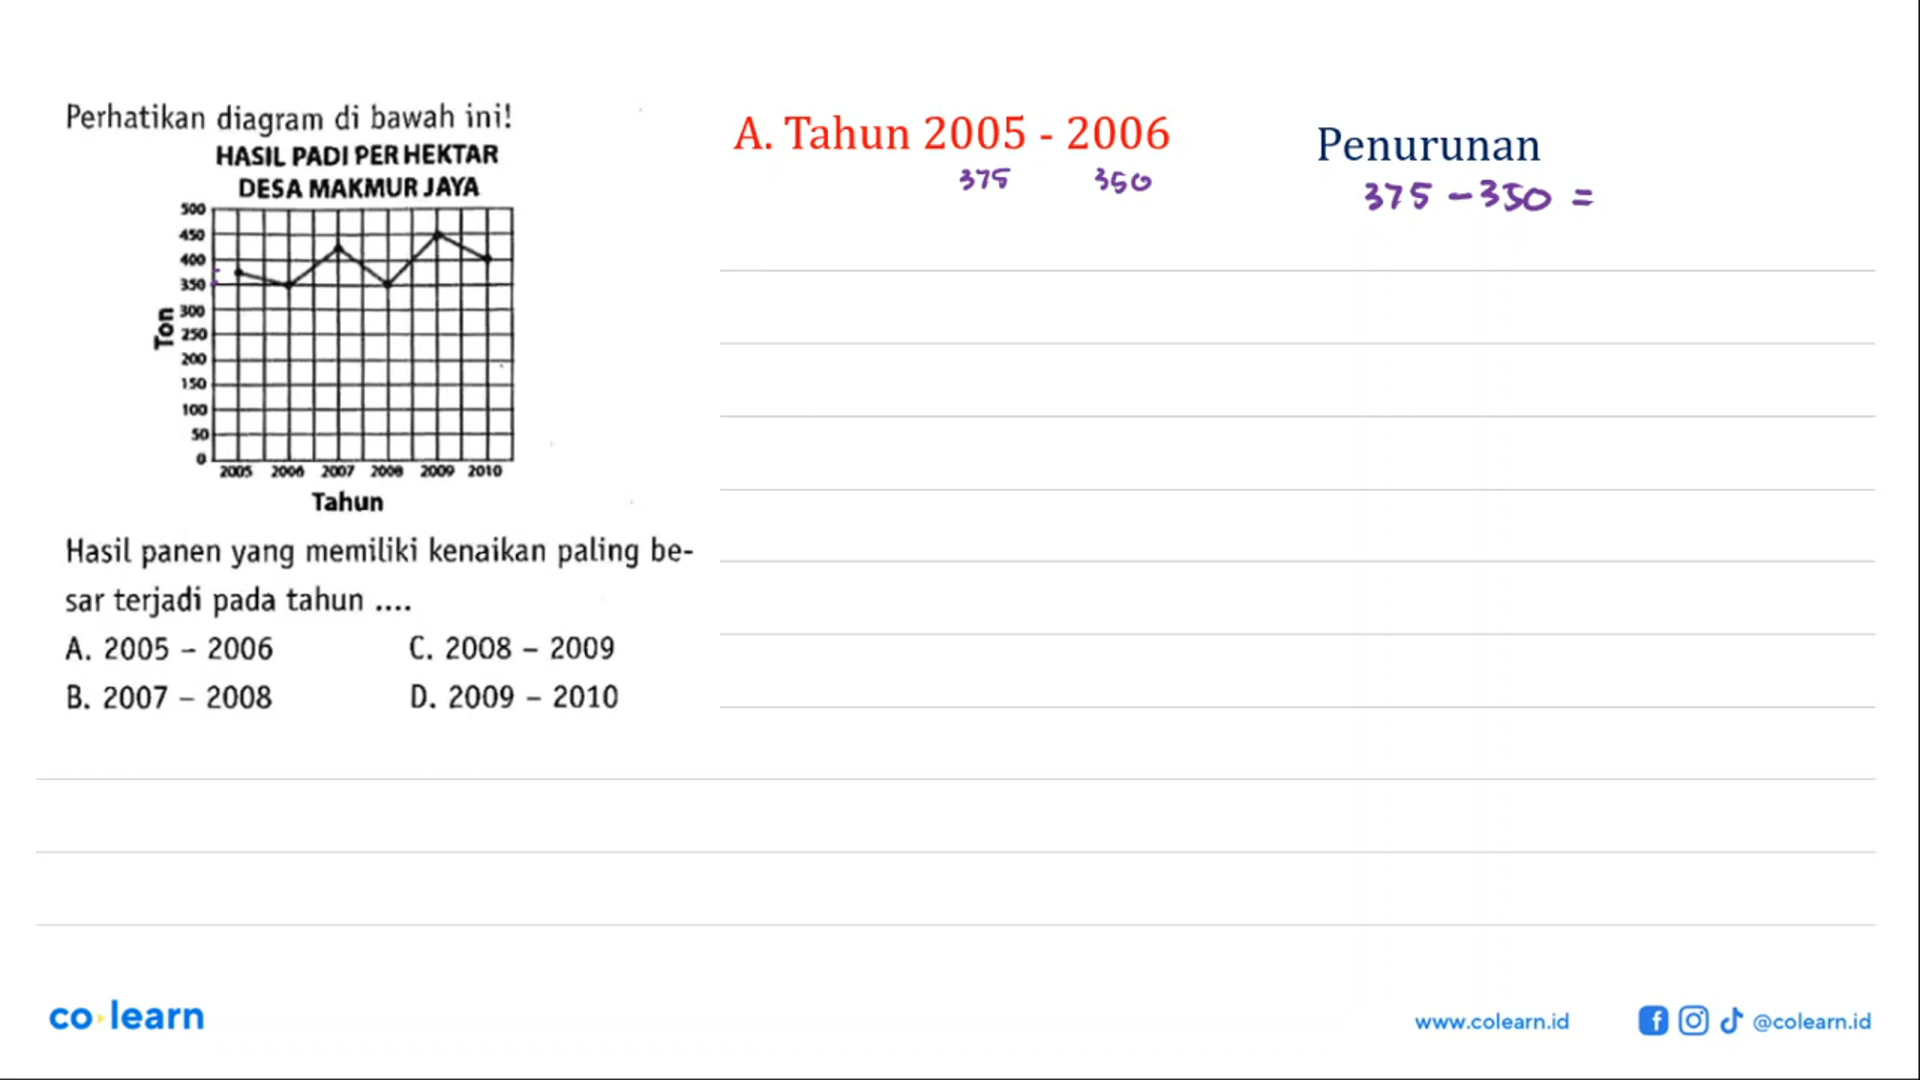 Perhatikan diagram di bawah ini!
HASIL PADI PER HEKTAR
DESA MAKMUR JAYA
500
450
400
350
300
250
200
150
100
50
0
Ton
2005 2006 2007 2008 2009 2010
Tahun
Hasil panen yang memiliki kenaikan paling be-
sar terjadi pada tahun ....
A. 2005 – 2006 C. 2008 – 2009
B. 2007 – 2008 D. 2009 – 2010
A. Tahun 2005 - 2006
375 350
Penurunan
375 - 350 =
co learn
www.colearn.id
@colearn.id